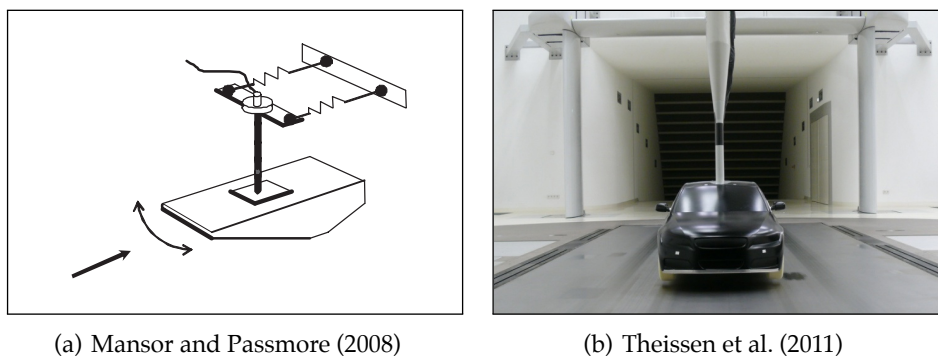 (a) Mansor and Passmore (2008)
(b) Theissen et al. (2011)